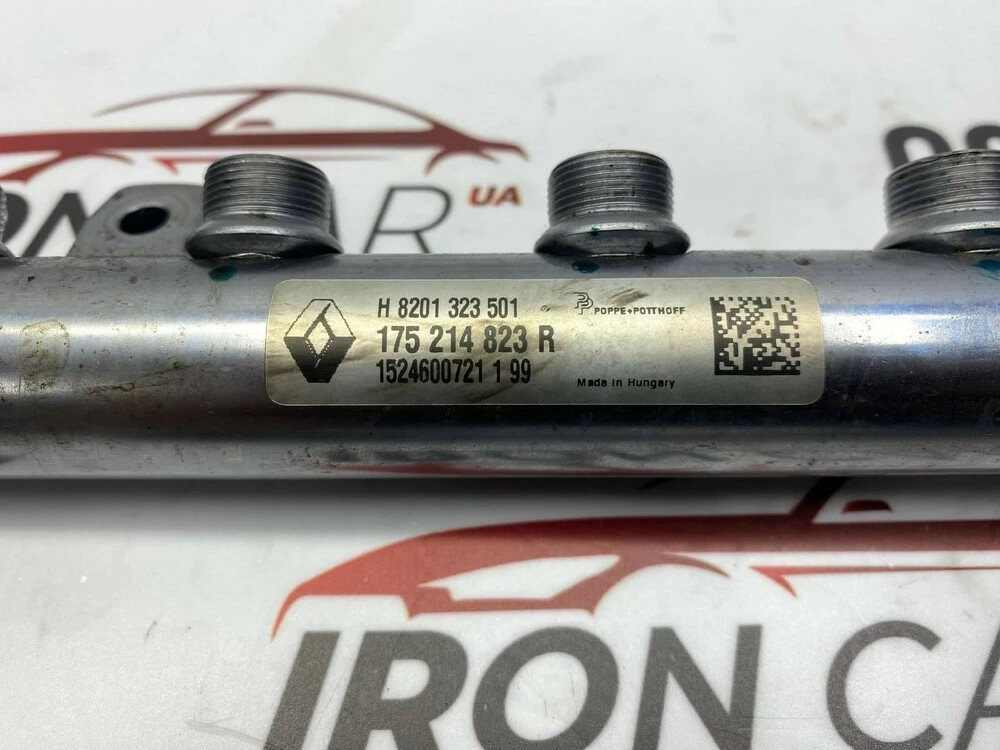 UA
H 8201 323 501
175 214 823 R
1524600721 1 99
POPPE+POTTHOFF
Made in Hungary
IRON CA